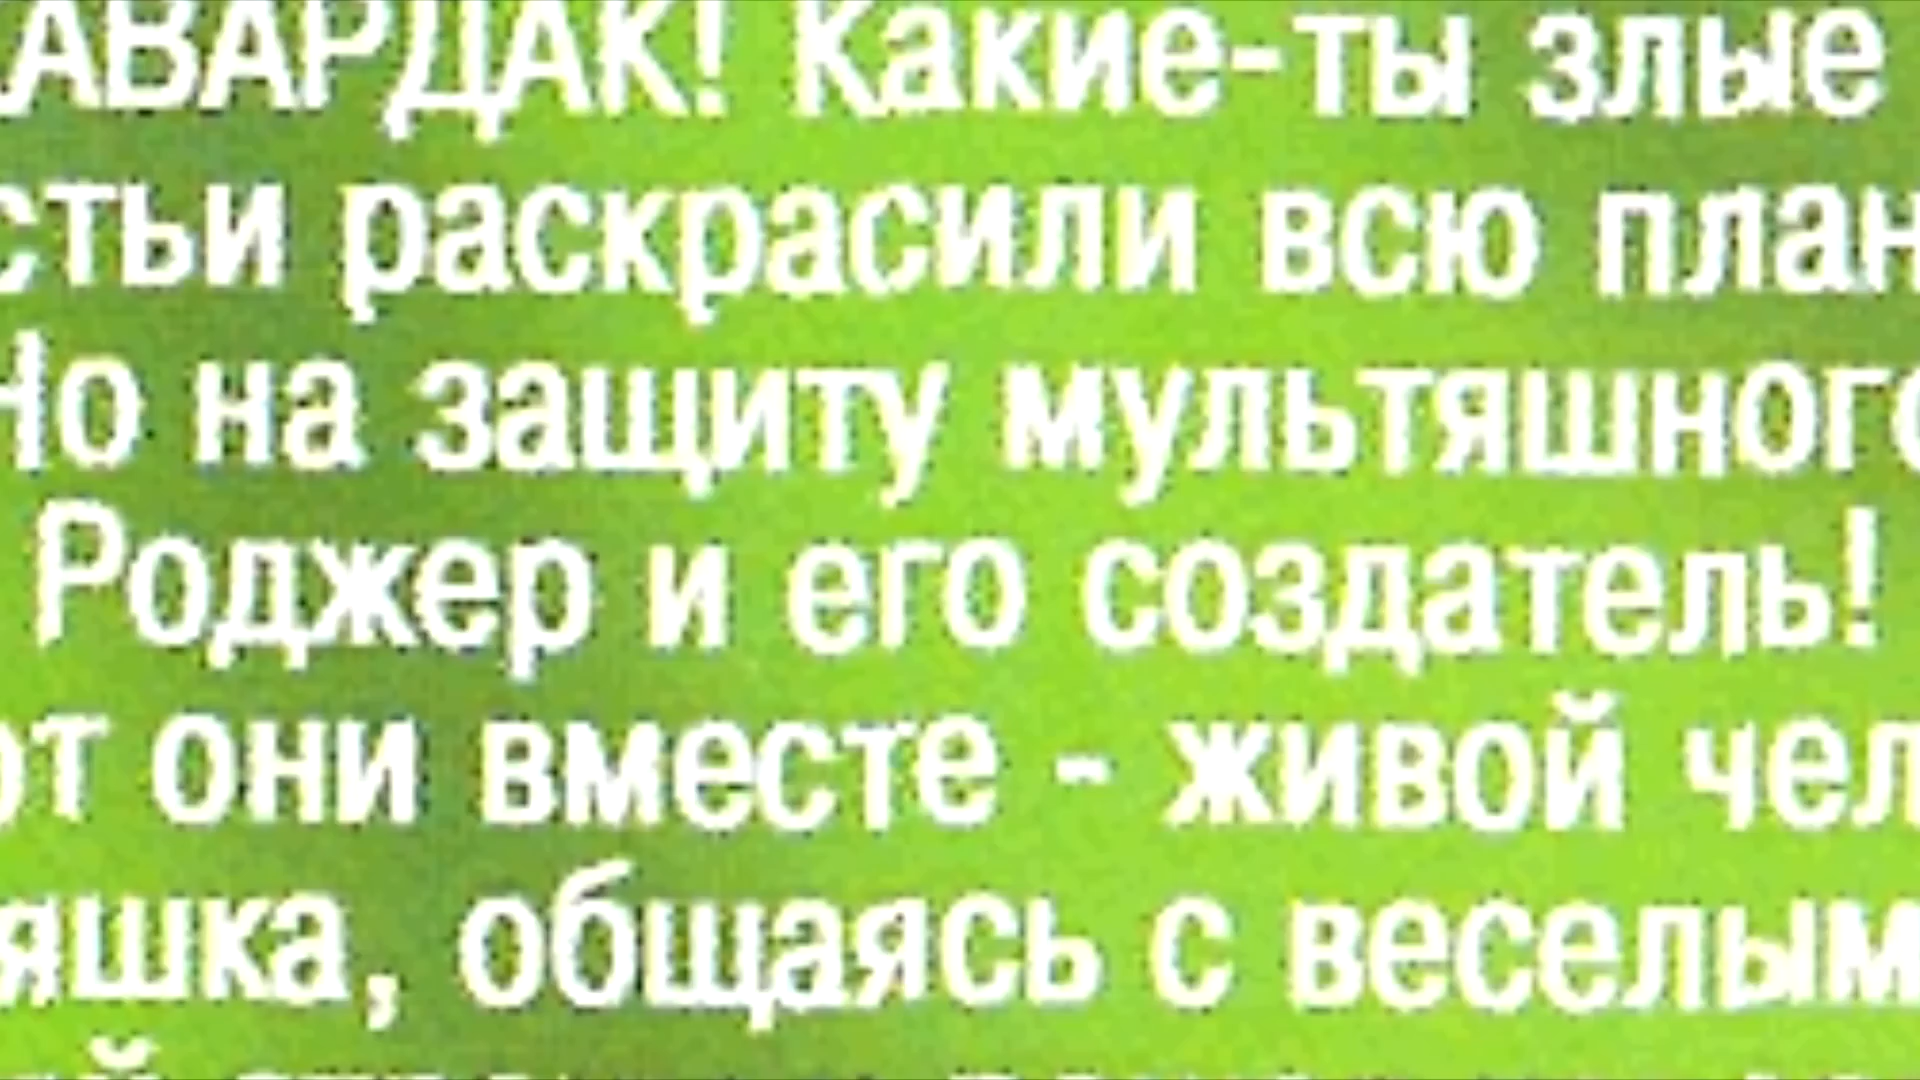 АВАРДАК! Какие-ты злые
стьи раскрасили всю план
Но на защиту мультяшного
Роджер и его создатель!
от они вместе - живой чел
яшка, общаясь с веселым